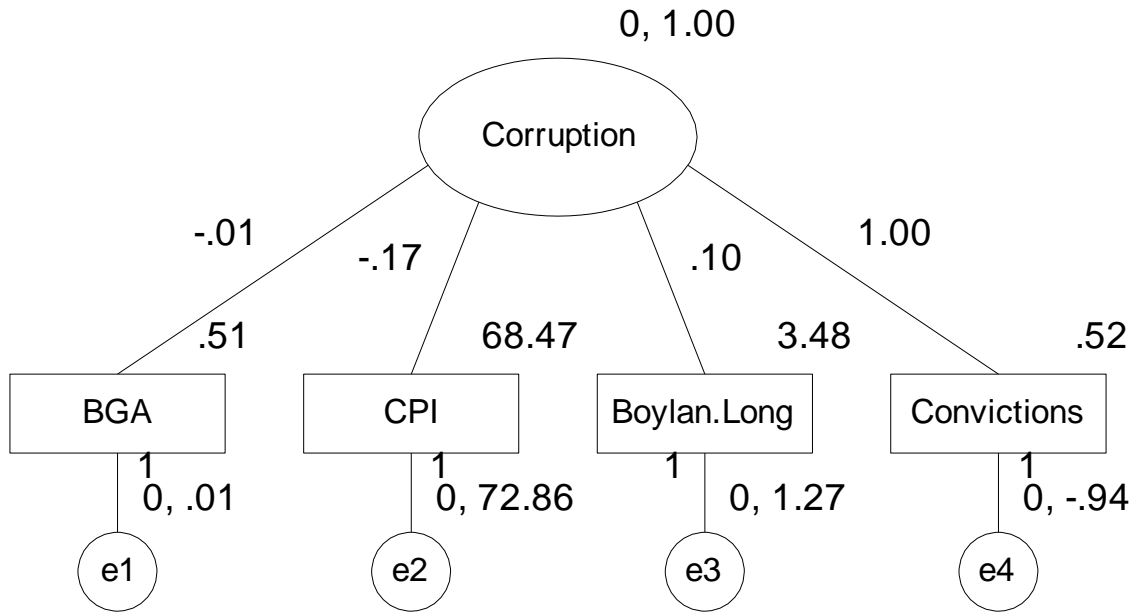 0, 1.00
Corruption
-.01
-.17
.10
1.00
.51
68.47
3.48
.52
BGA
CPI
Boylan.Long
Convictions
1
1
1
1
0, .01
0, 72.86
0, 1.27
0, -.94
e1
e2
e3
e4